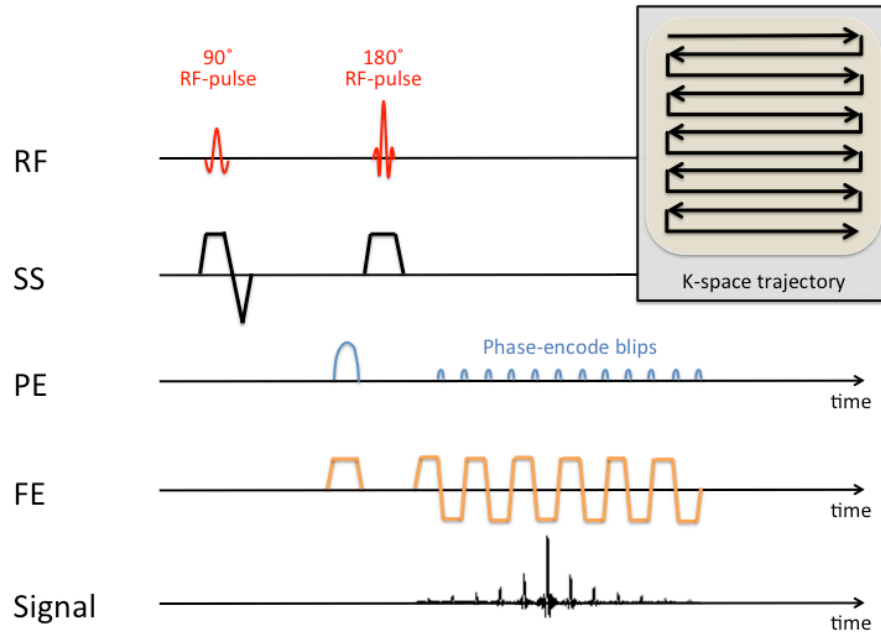 90˚
RF-pulse
180˚
RF-pulse
RF
SS
K-space trajectory
PE
Phase-encode blips
time
FE
time
Signal
time